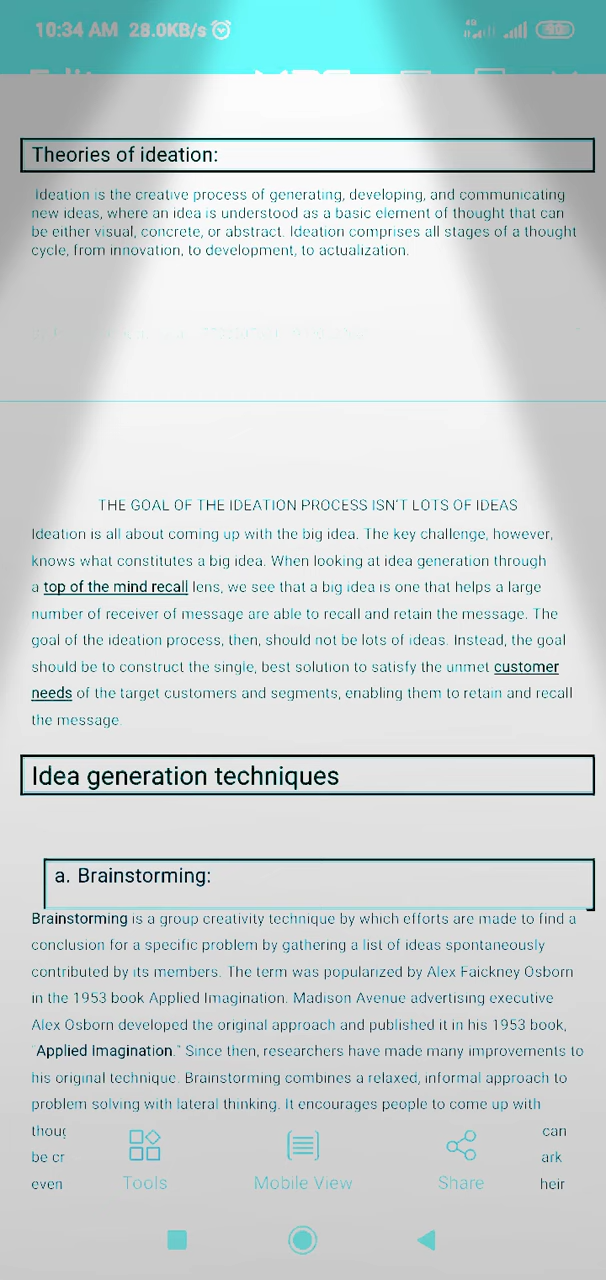 10:34 AM 28.0KB/s
4G
90
Theories of ideation:
Ideation is the creative process of generating, developing, and communicating
new ideas, where an idea is understood as a basic element of thought that can
be either visual, concrete, or abstract. Ideation comprises all stages of a thought
cycle, from innovation, to development, to actualization.
THE GOAL OF THE IDEATION PROCESS ISN'T LOTS OF IDEAS
Ideation is all about coming up with the big idea. The key challenge, however,
knows what constitutes a big idea. When looking at idea generation through
a top of the mind recall lens, we see that a big idea is one that helps a large
number of receiver of message are able to recall and retain the message. The
goal of the ideation process, then, should not be lots of ideas. Instead, the goal
should be to construct the single, best solution to satisfy the unmet customer
needs of the target customers and segments, enabling them to retain and recall
the message.
Idea generation techniques
a. Brainstorming:
Brainstorming is a group creativity technique by which efforts are made to find a
conclusion for a specific problem by gathering a list of ideas spontaneously
contributed by its members. The term was popularized by Alex Faickney Osborn
in the 1953 book Applied Imagination. Madison Avenue advertising executive
Alex Osborn developed the original approach and published it in his 1953 book,
"Applied Imagination." Since then, researchers have made many improvements to
his original technique. Brainstorming combines a relaxed, informal approach to
problem solving with lateral thinking. It encourages people to come up with
can
be cr ark
even heir
Tools Mobile View Share